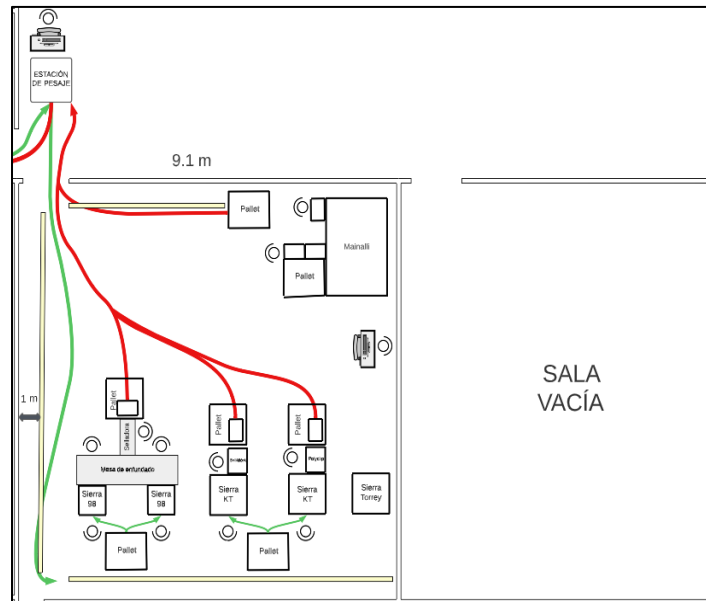 ESTACIÓN
DE PESAJE
9.1 m
Pallet
Mainalli
Pallet
1 m
SALA
VACÍA
Pallet
Pallet
Pallet
Selladora
Mesa de enfundado
Sierra
98
Sierra
98
Sierra
KT
Sierra
KT
Sierra
Torrey
Pallet
Pallet